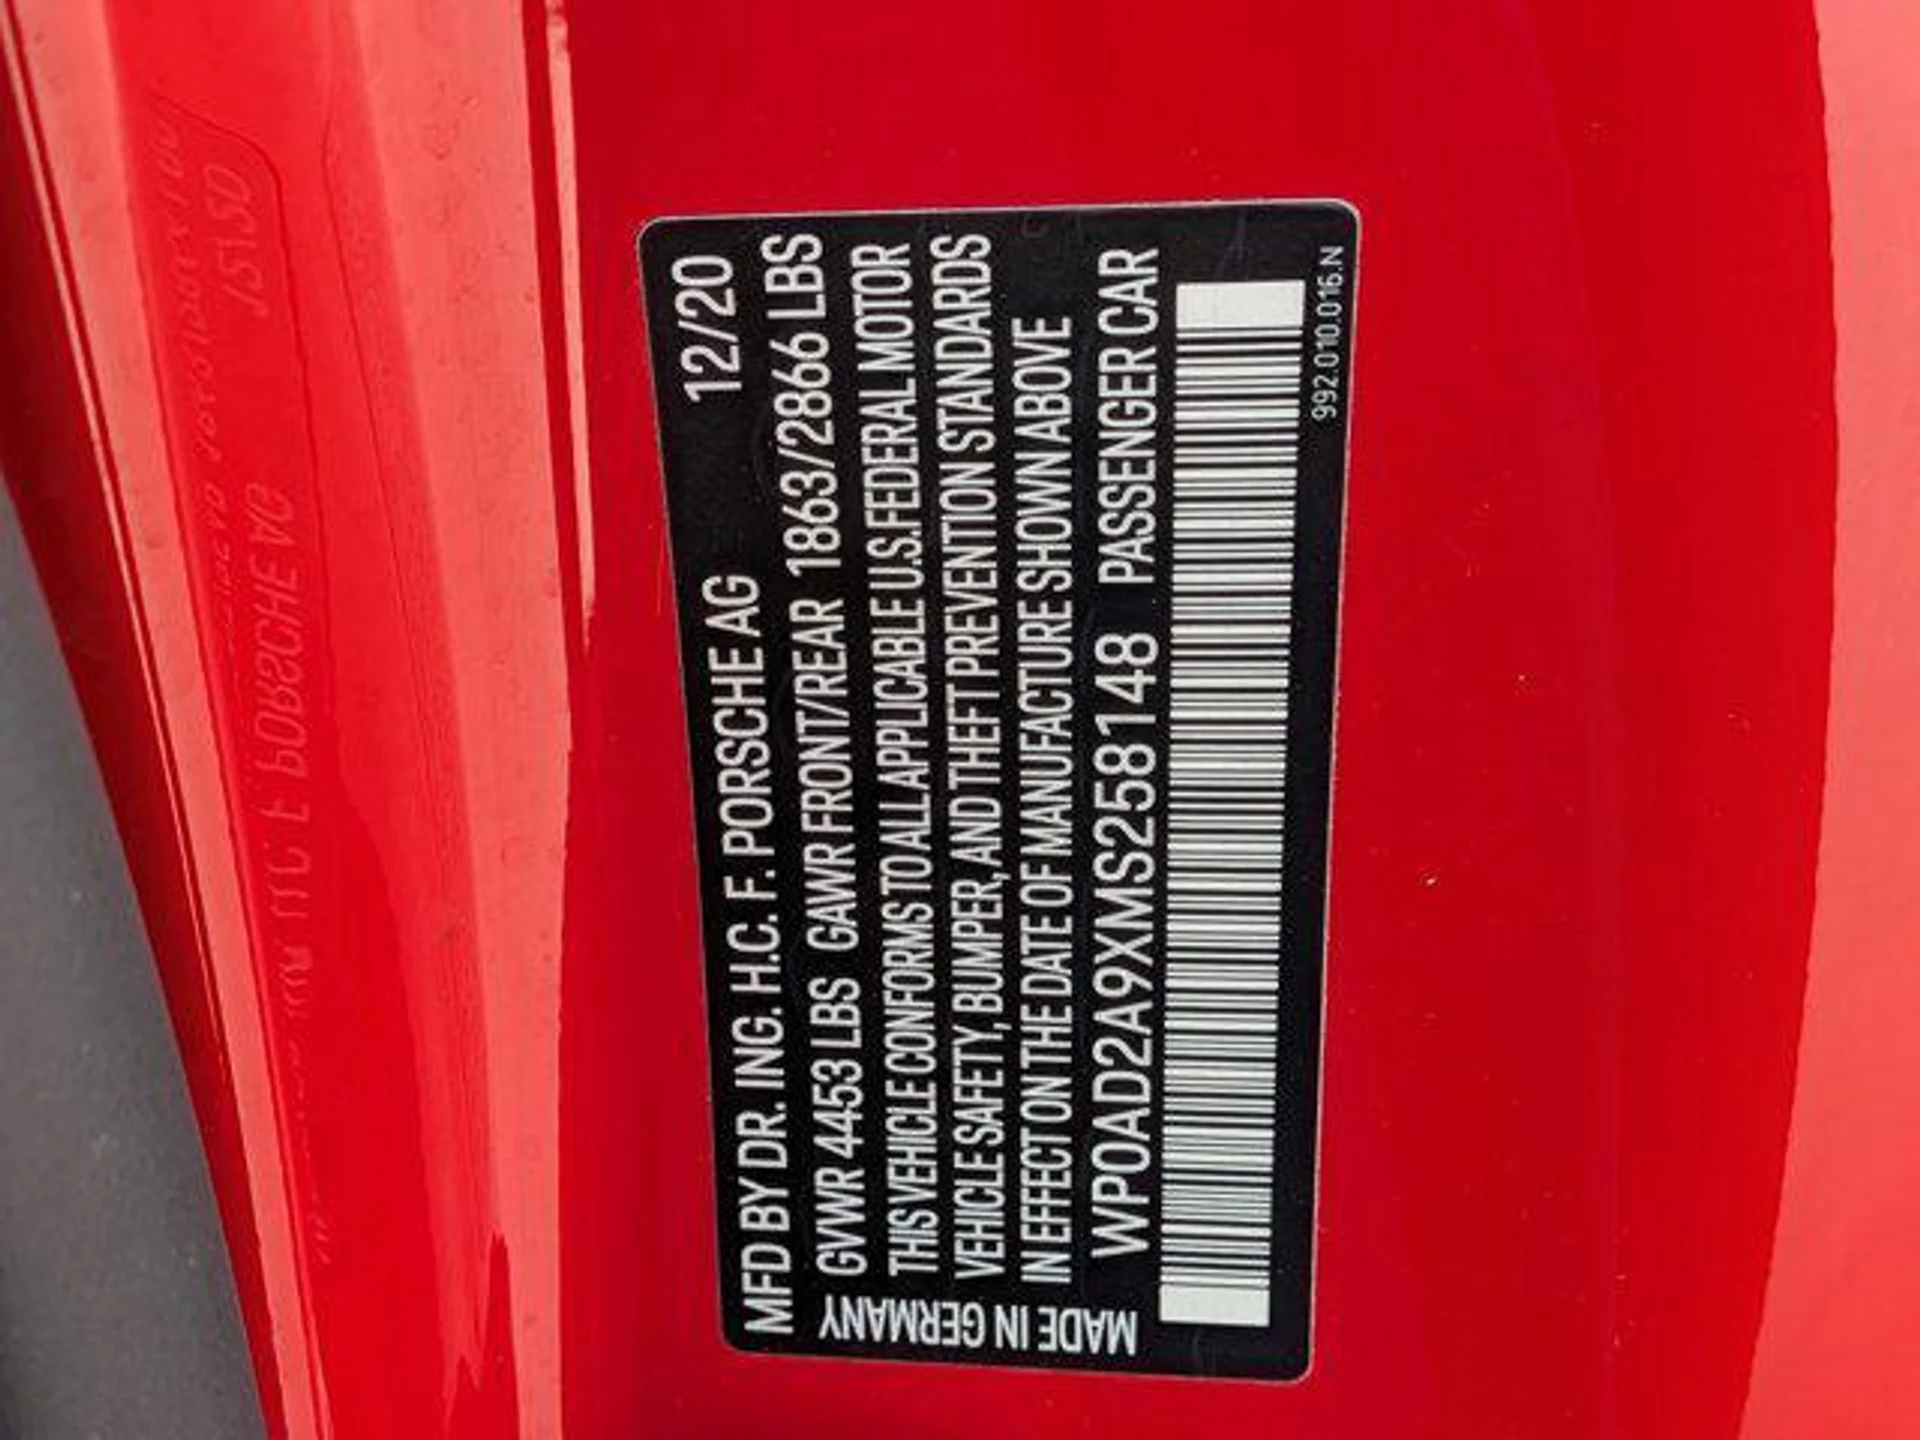 MFD BY DR. ING. H.C. F. PORSCHE AG 12/20
GVWR 4453 LBS GAWR FRONT/REAR 1863/2866 LBS
THIS VEHICLE CONFORMS TO ALL APPLICABLE U.S. FEDERAL MOTOR
VEHICLE SAFETY, BUMPER, AND THEFT PREVENTION STANDARDS
IN EFFECT ON THE DATE OF MANUFACTURE SHOWN ABOVE
WP0AD2A9XMS258148 PASSENGER CAR
MADE IN GERMANY
992.010.016.N